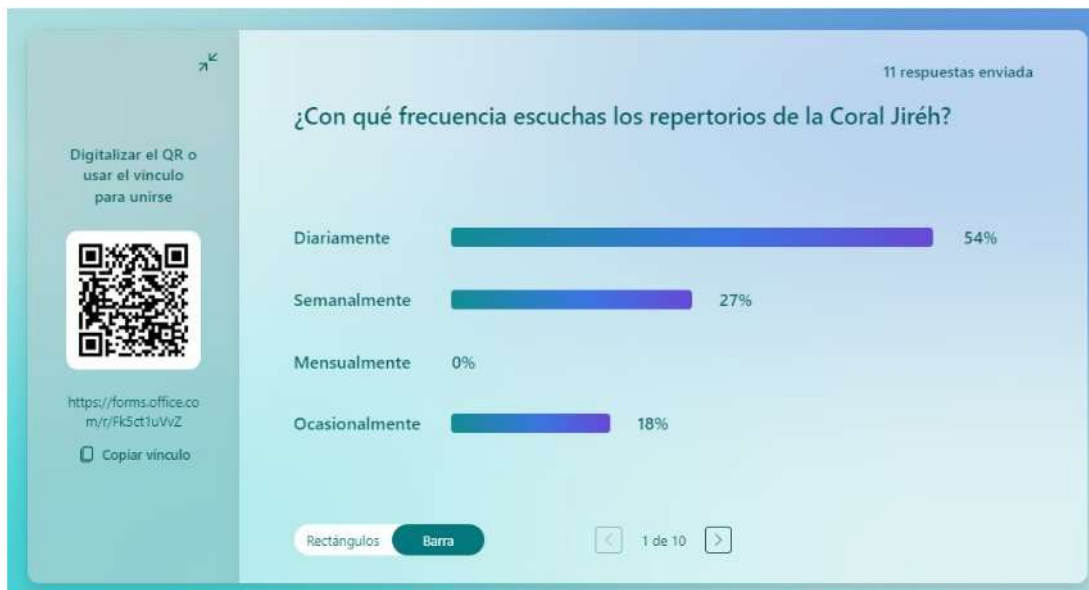 11 respuestas enviada
¿Con qué frecuencia escuchas los repertorios de la Coral Jiréh?
Digitalizar el QR o
usar el vínculo
para unirse
https://forms.office.co
m/r/Fk5ct1uVvZ
Copiar vínculo
Diariamente 54%
Semanalmente 27%
Mensualmente 0%
Ocasionalmente 18%
Rectángulos Barra 1 de 10